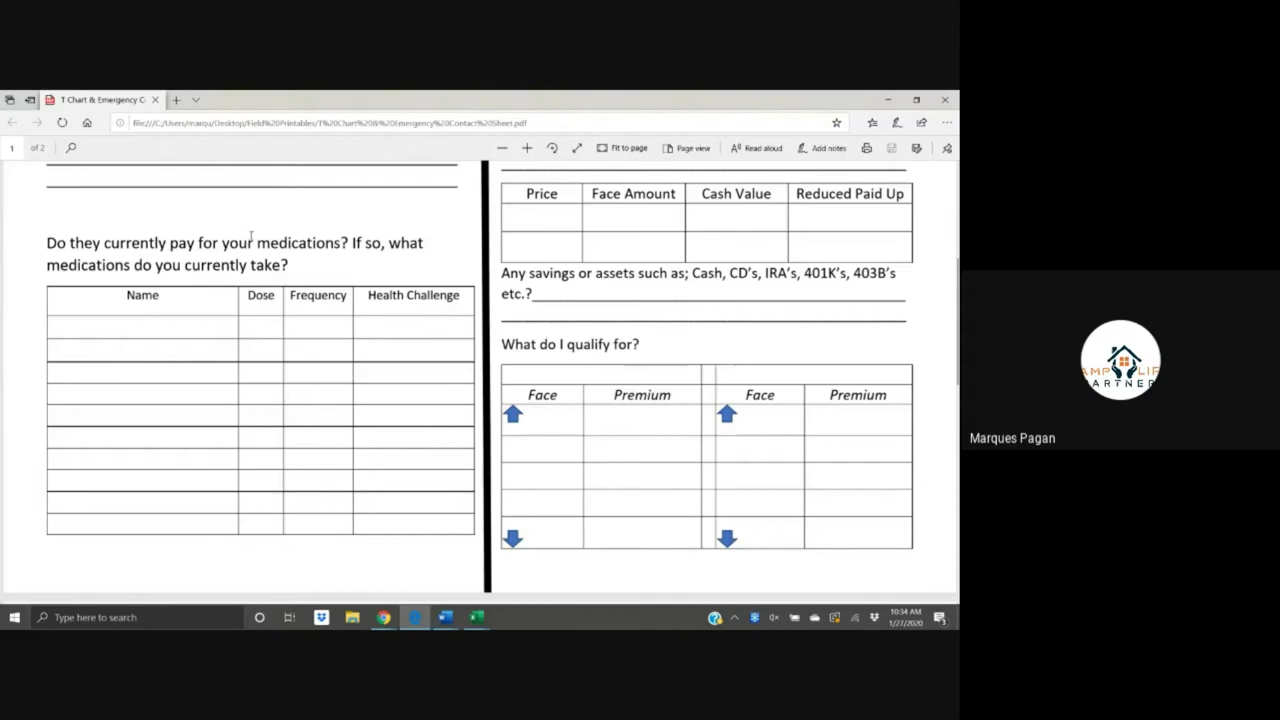 T Chart & Emergency C
file:///C:/Users/marqu/Desktop/Field%20Printables/T%20Chart%20&%20Emergency%20Contact%20Sheet.pdf
1 of 2
Fit to page
Page view
Read aloud
Add notes
Do they currently pay for your medications? If so, what
medications do you currently take?
Name Dose Frequency Health Challenge
Price Face Amount Cash Value Reduced Paid Up
Any savings or assets such as; Cash, CD's, IRA's, 401K's, 403B's
etc.?
What do I qualify for?
Face Premium Face Premium
AMP LIF
PARTNER
Marques Pagan
Type here to search
10:34 AM
1/27/2020